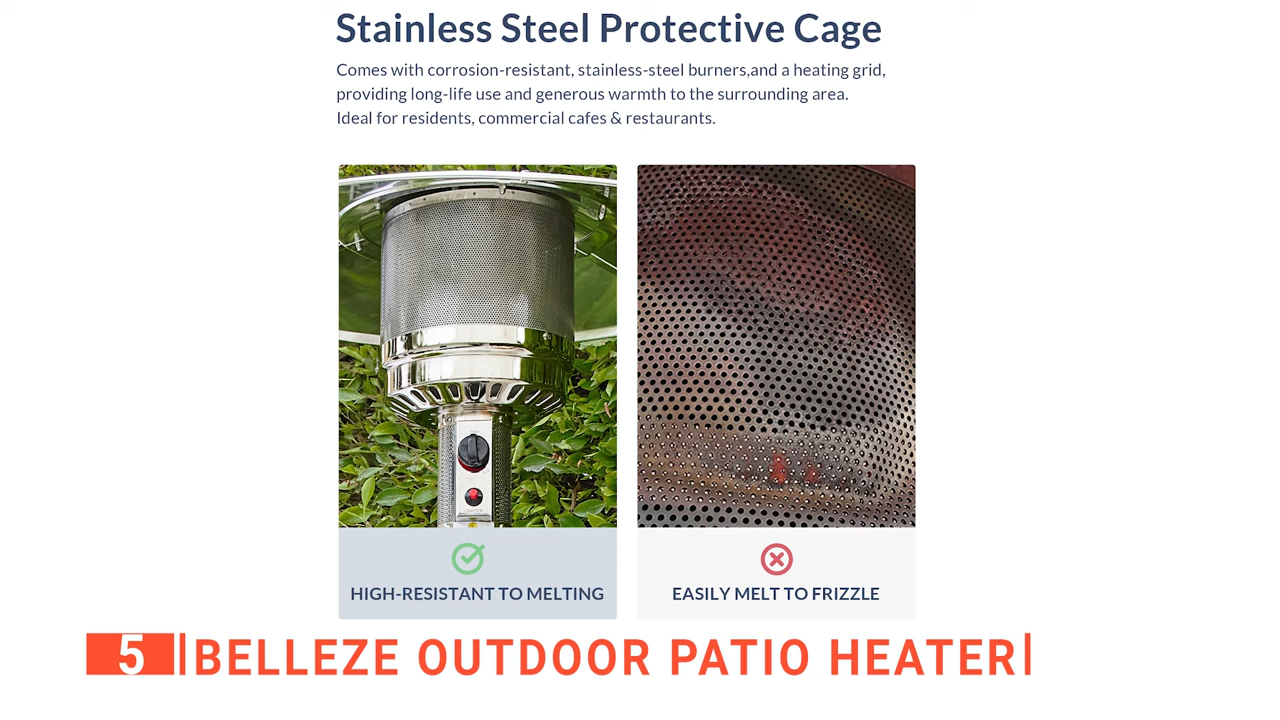 Stainless Steel Protective Cage
Comes with corrosion-resistant, stainless-steel burners,and a heating grid,
providing long-life use and generous warmth to the surrounding area.
Ideal for residents, commercial cafes & restaurants.
HIGH-RESISTANT TO MELTING
EASILY MELT TO FRIZZLE
5 BELLEZE OUTDOOR PATIO HEATER